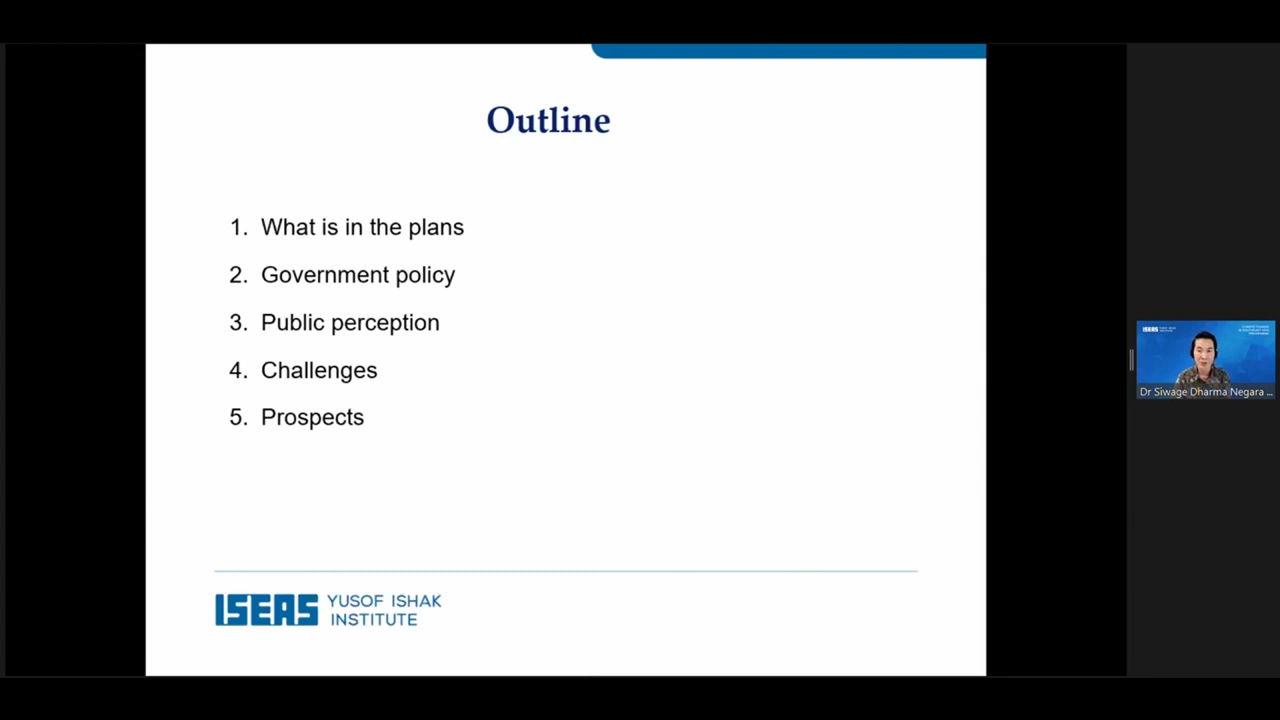 Outline
1. What is in the plans
2. Government policy
3. Public perception
4. Challenges
5. Prospects
ISEAS YUSOF ISHAK
INSTITUTE
ISEAS
Dr Siwage Dharma Negara ...